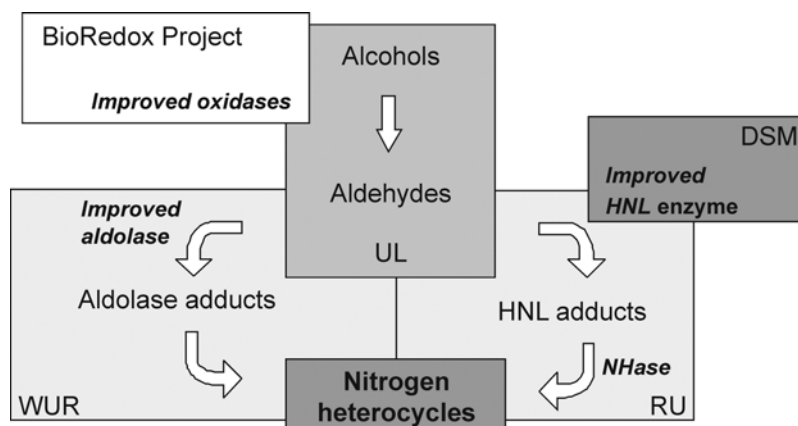 BioRedox Project
Improved oxidases
Alcohols
Aldehydes
UL
DSM
Improved
HNL enzyme
Improved
aldolase
Aldolase adducts
HNL adducts
NHase
Nitrogen
heterocycles
WUR
RU